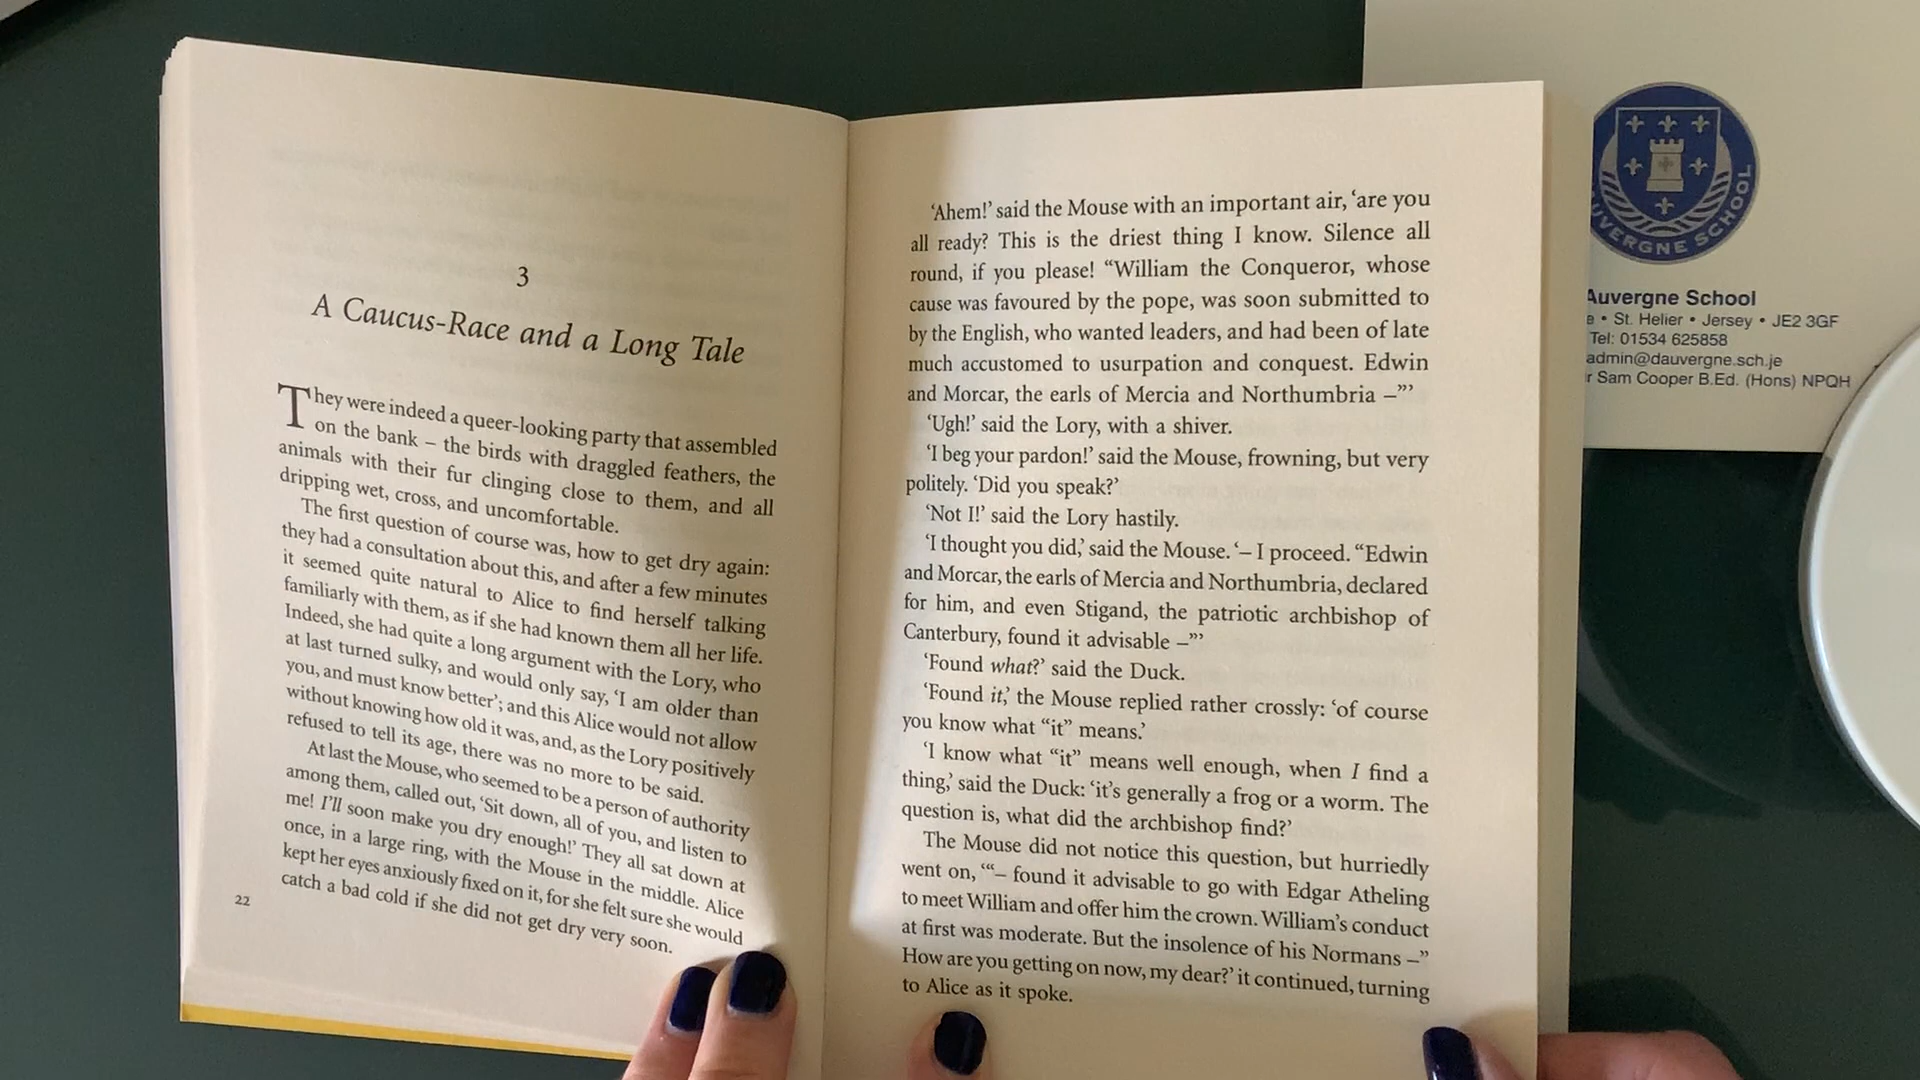 3
A Caucus-Race and a Long Tale
They were indeed a queer-looking party that assembled
on the bank – the birds with draggled feathers, the
animals with their fur clinging close to them, and all
dripping wet, cross, and uncomfortable.
The first question of course was, how to get dry again:
they had a consultation about this, and after a few minutes
it seemed quite natural to Alice to find herself talking
familiarly with them, as if she had known them all her life.
Indeed, she had quite a long argument with the Lory, who
at last turned sulky, and would only say, ‘I am older than
you, and must know better’; and this Alice would not allow
without knowing how old it was, and, as the Lory positively
refused to tell its age, there was no more to be said.
At last the Mouse, who seemed to be a person of authority
among them, called out, ‘Sit down, all of you, and listen to
me! I’ll soon make you dry enough!’ They all sat down at
once, in a large ring, with the Mouse in the middle. Alice
kept her eyes anxiously fixed on it, for she felt sure she would
catch a bad cold if she did not get dry very soon.
22
‘Ahem!’ said the Mouse with an important air, ‘are you
all ready? This is the driest thing I know. Silence all
round, if you please! “William the Conqueror, whose
cause was favoured by the pope, was soon submitted to
by the English, who wanted leaders, and had been of late
much accustomed to usurpation and conquest. Edwin
and Morcar, the earls of Mercia and Northumbria –”’
‘Ugh!’ said the Lory, with a shiver.
‘I beg your pardon!’ said the Mouse, frowning, but very
politely. ‘Did you speak?’
‘Not I!’ said the Lory hastily.
‘I thought you did,’ said the Mouse. ‘– I proceed. “Edwin
and Morcar, the earls of Mercia and Northumbria, declared
for him, and even Stigand, the patriotic archbishop of
Canterbury, found it advisable –”’
‘Found what?’ said the Duck.
‘Found it,’ the Mouse replied rather crossly: ‘of course
you know what “it” means.’
‘I know what “it” means well enough, when I find a
thing,’ said the Duck: ‘it’s generally a frog or a worm. The
question is, what did the archbishop find?’
The Mouse did not notice this question, but hurriedly
went on, ‘“– found it advisable to go with Edgar Atheling
to meet William and offer him the crown. William’s conduct
at first was moderate. But the insolence of his Normans –”
How are you getting on now, my dear?’ it continued, turning
to Alice as it spoke.
UVERGNE SCHOOL
Auvergne School
e • St. Helier • Jersey • JE2 3GF
Tel: 01534 625858
admin@dauvergne.sch.je
r Sam Cooper B.Ed. (Hons) NPQH